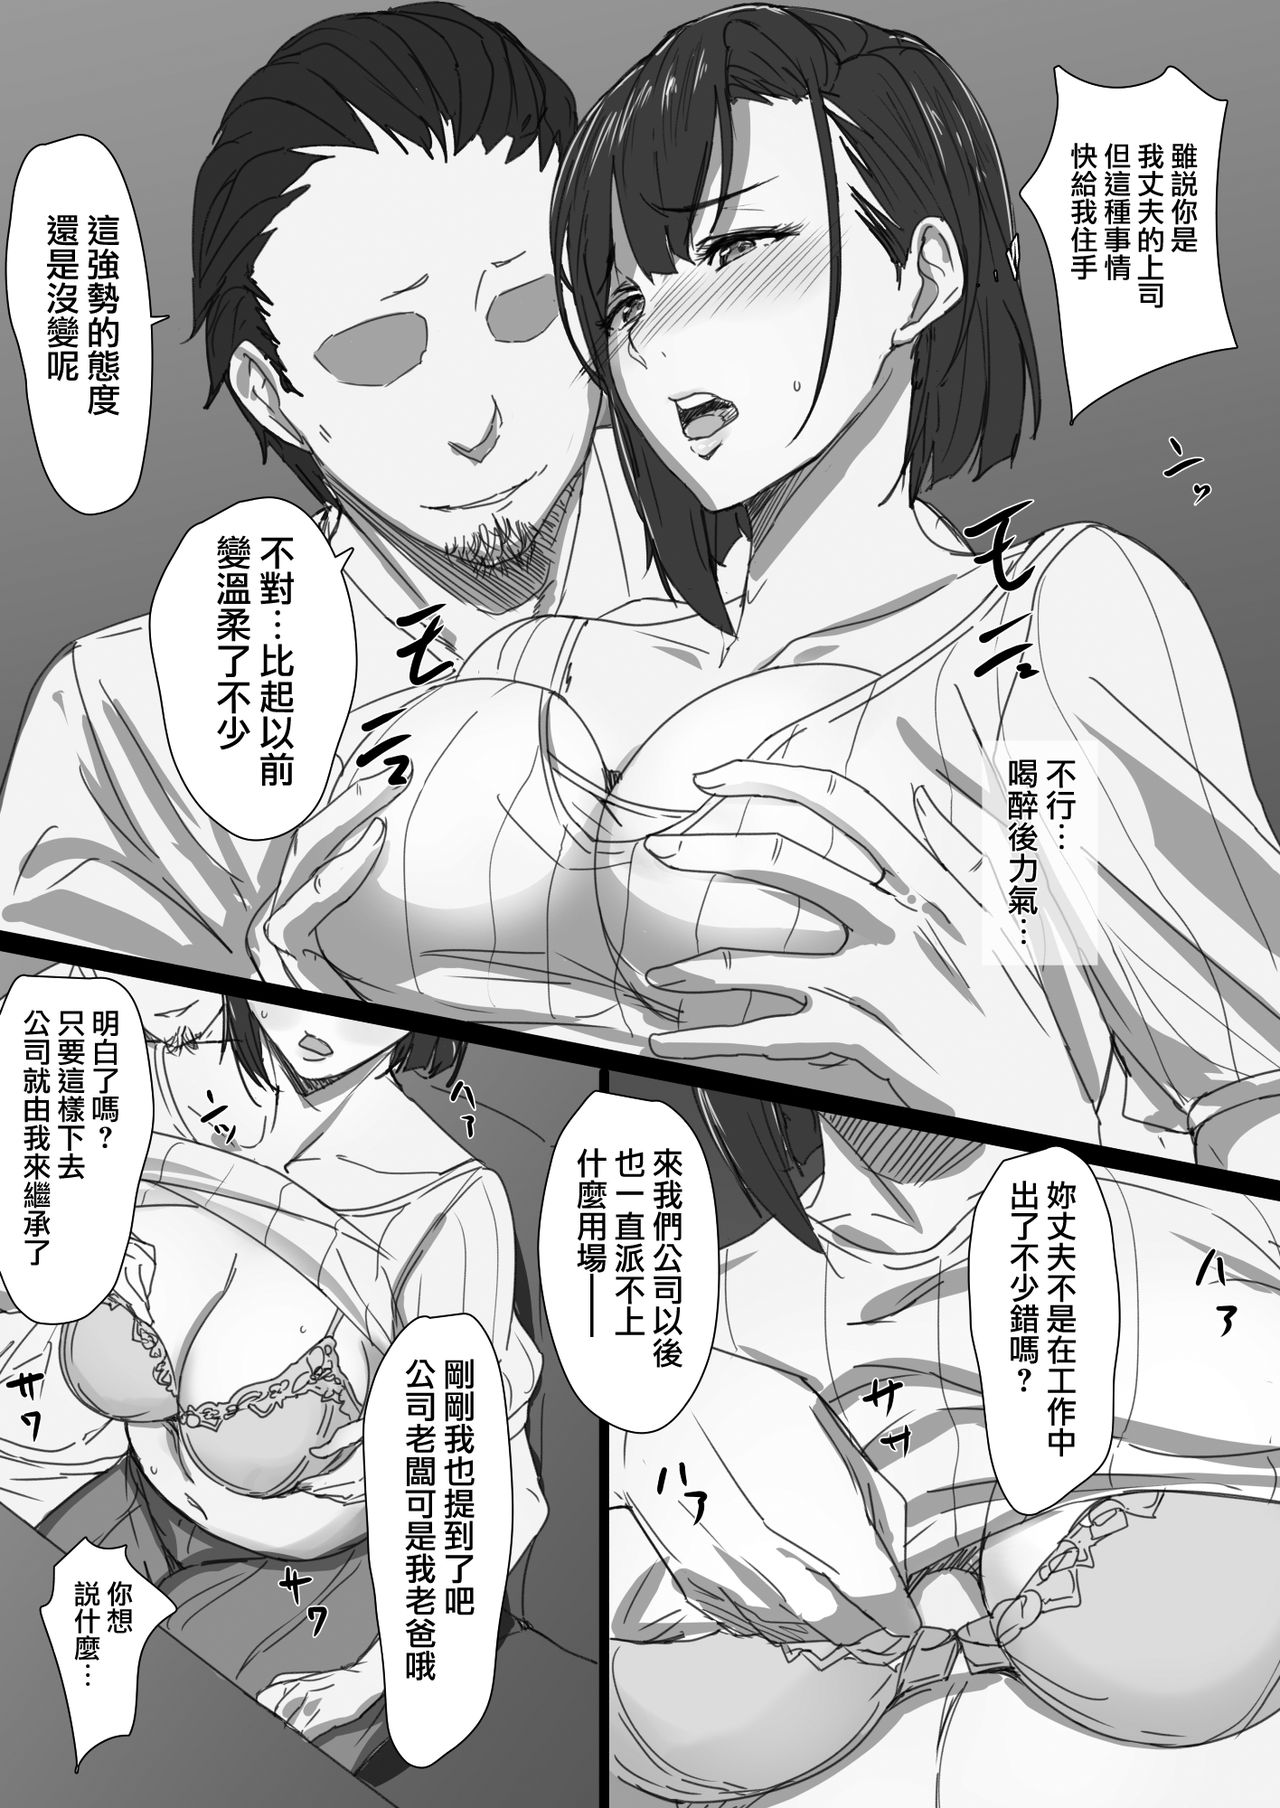 雖說你是
我丈夫的上司
但這種事情
快給我住手
這強勢的態度
還是沒變呢
不對…比起以前
變溫柔了不少
不行…
喝醉後力氣…
モミ
モミ
ンッ
妳丈夫不是在工作中
出了不少錯嗎?
來我們公司以後
也一直派不上
什麼用場──
ハァ
ハァ
ササ
剛剛我也提到了吧
公司老闆可是我老爸哦
明白了嗎?
只要這樣下去
公司就由我來繼承了
你想
說什麼…
ンッ
ハァ
サワ
サワ